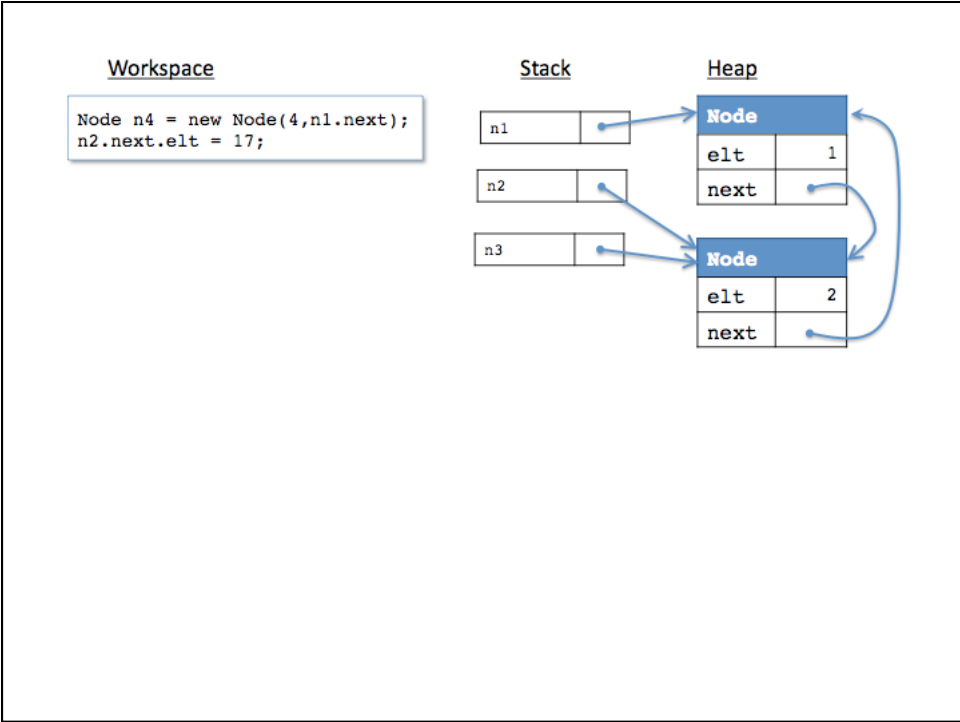 Workspace
Stack
Heap
Node n4 = new Node(4,n1.next);
n2.next.elt = 17;
n1
n2
n3
Node
elt 1
next
Node
elt 2
next